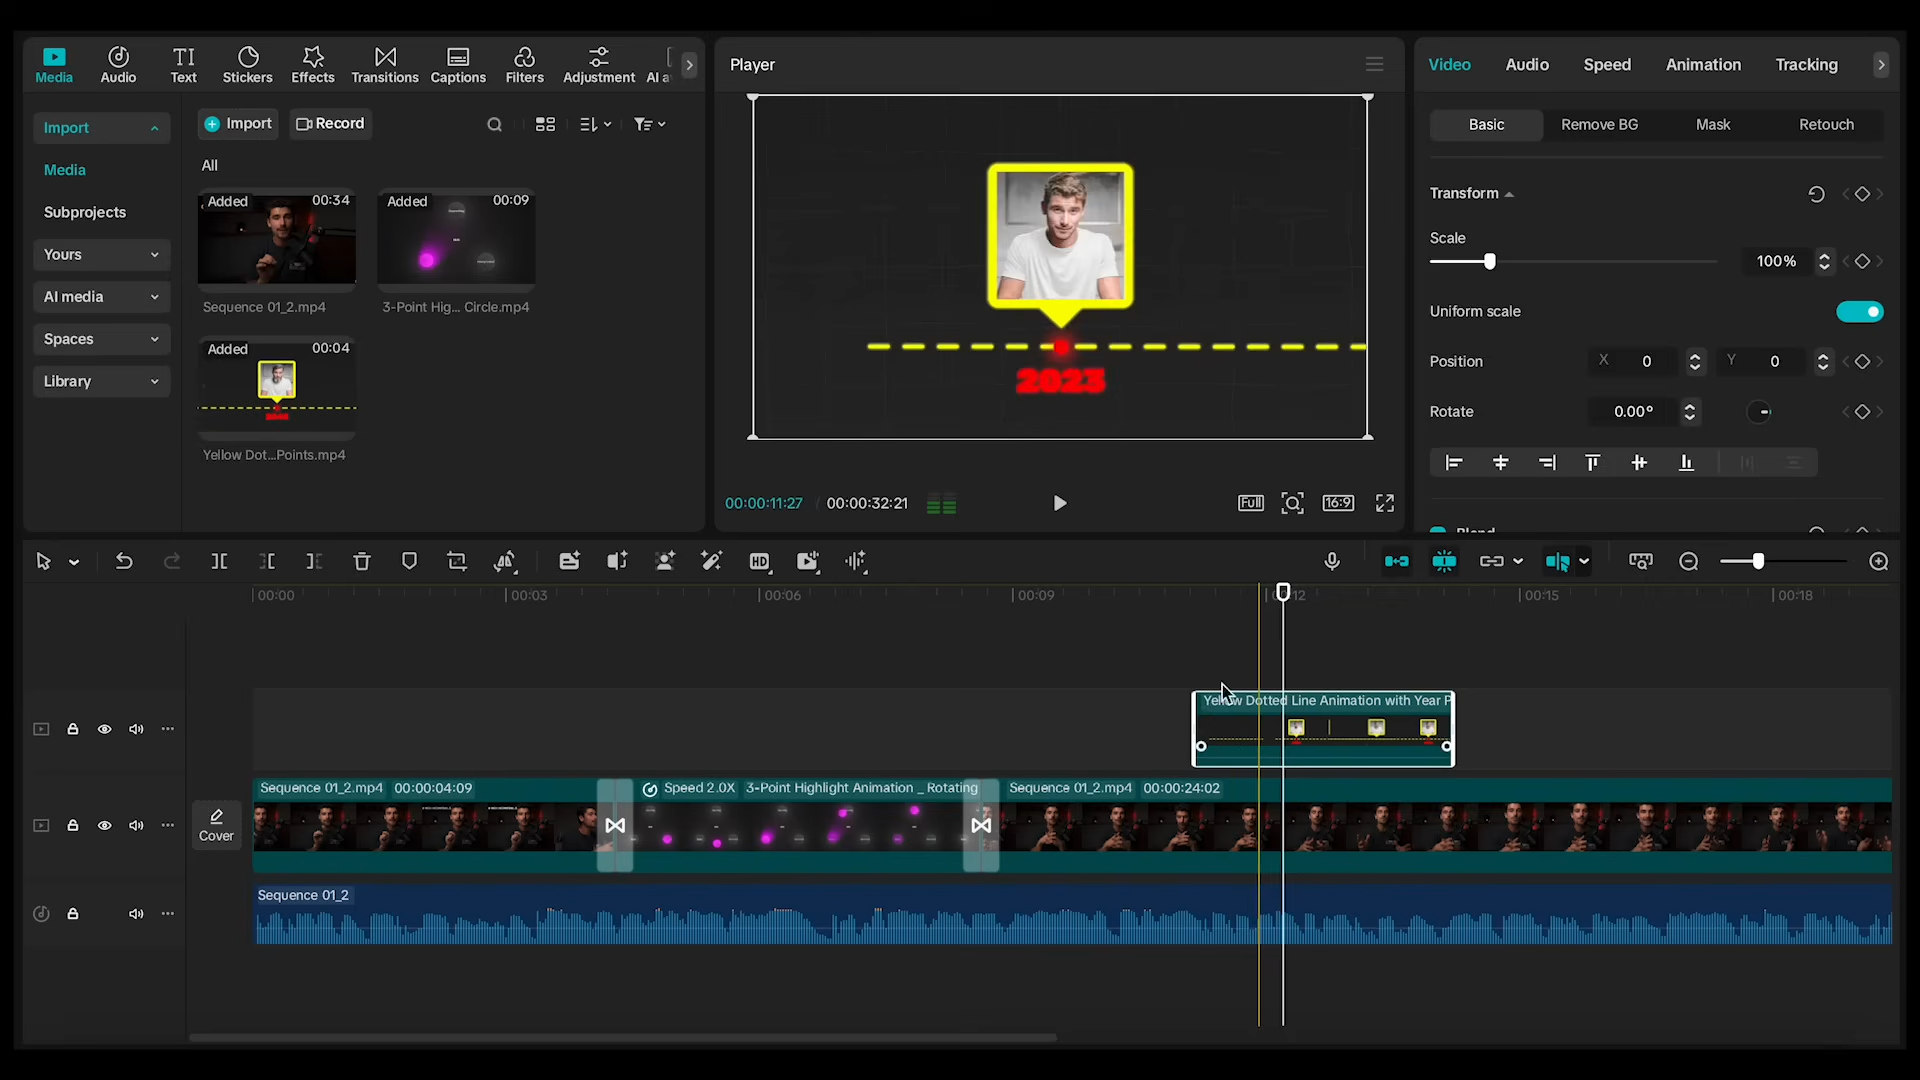 Media
Audio
Text
Stickers
Effects
Transitions
Captions
Filters
Adjustment
Import
Media
Subprojects
Yours
AI media
Spaces
Library
Import
Record
All
Added 00:34
Sequence 01_2.mp4
Added 00:09
3-Point Hig... Circle.mp4
Added 00:04
Yellow Dot...Points.mp4
Player
2023
00:00:11:27 / 00:00:32:21
Full
16:9
Video
Audio
Speed
Animation
Tracking
Basic
Remove BG
Mask
Retouch
Transform
Scale
100%
Uniform scale
Position X 0 Y 0
Rotate 0.00°
HD
00:00 00:03 00:06 00:09 00:12 00:15 00:18
Yellow Dotted Line Animation with Year P
Cover
Sequence 01_2.mp4 00:00:04:09
Speed 2.0X 3-Point Highlight Animation _ Rotating
Sequence 01_2.mp4 00:00:24:02
Sequence 01_2